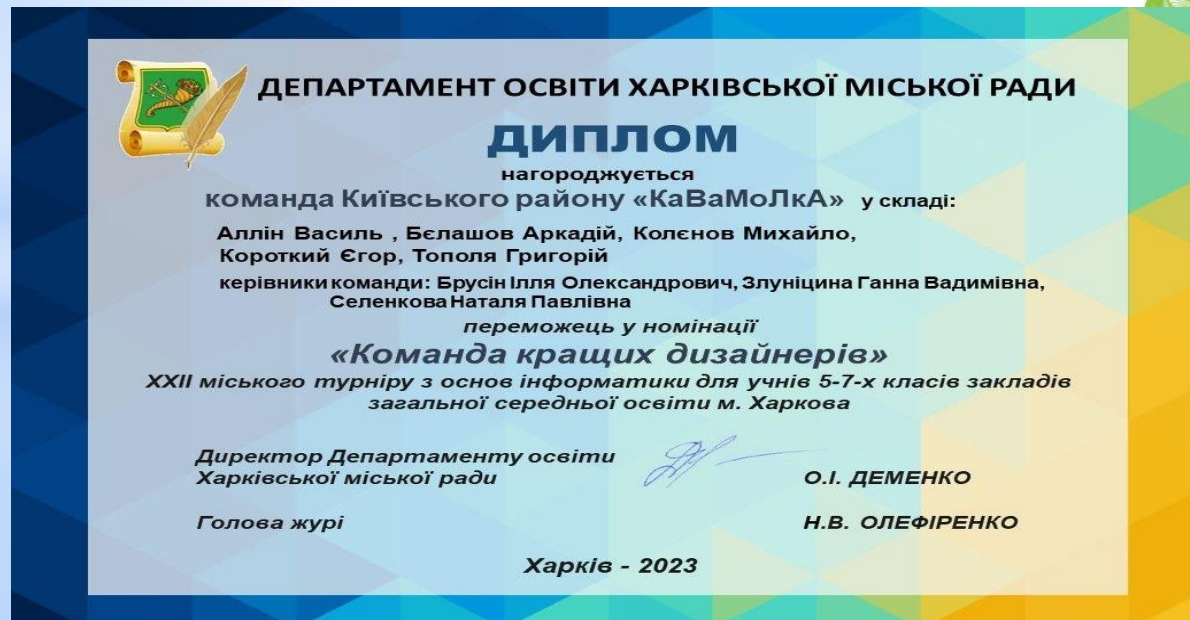 ДЕПАРТАМЕНТ ОСВІТИ ХАРКІВСЬКОЇ МІСЬКОЇ РАДИ
ДИПЛОМ
нагороджується
команда Київського району «КаВаМоЛкА» у складі:
Аллін Василь , Бєлашов Аркадій, Колєнов Михайло,
Короткий Єгор, Тополя Григорій
керівники команди: Брусін Ілля Олександрович, Злуніцина Ганна Вадимівна,
Селенкова Наталя Павлівна
переможець у номінації
«Команда кращих дизайнерів»
XXII міського турніру з основ інформатики для учнів 5-7-х класів закладів
загальної середньої освіти м. Харкова
Директор Департаменту освіти
Харківської міської ради О.І. ДЕМЕНКО
Голова журі Н.В. ОЛЕФІРЕНКО
Харків - 2023